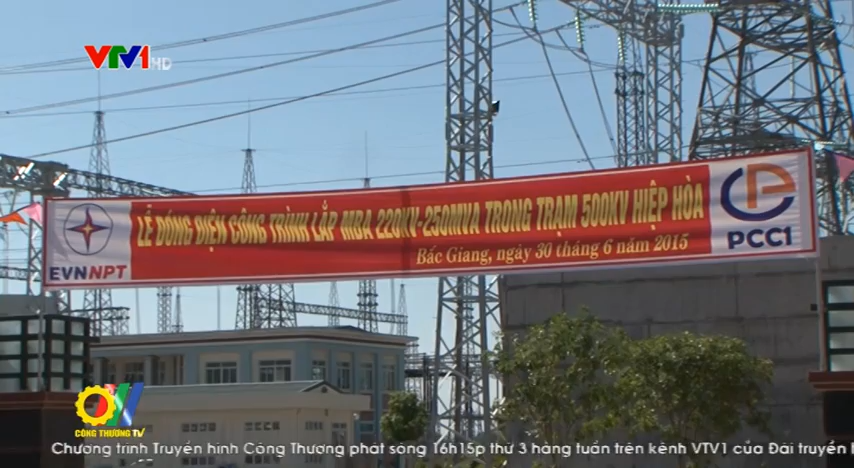 VTV1 HD
LỄ ĐÓNG ĐIỆN CÔNG TRÌNH LẮP MBA 220KV-250MVA TRONG TRẠM 500KV HIỆP HÒA
Bắc Giang, ngày 30 tháng 6 năm 2015
EVNNPT
PCC1
CÔNG THƯƠNG TV
Chương trình Truyền hình Công Thương phát sóng 16h15p thứ 3 hàng tuần trên kênh VTV1 của Đài truyền